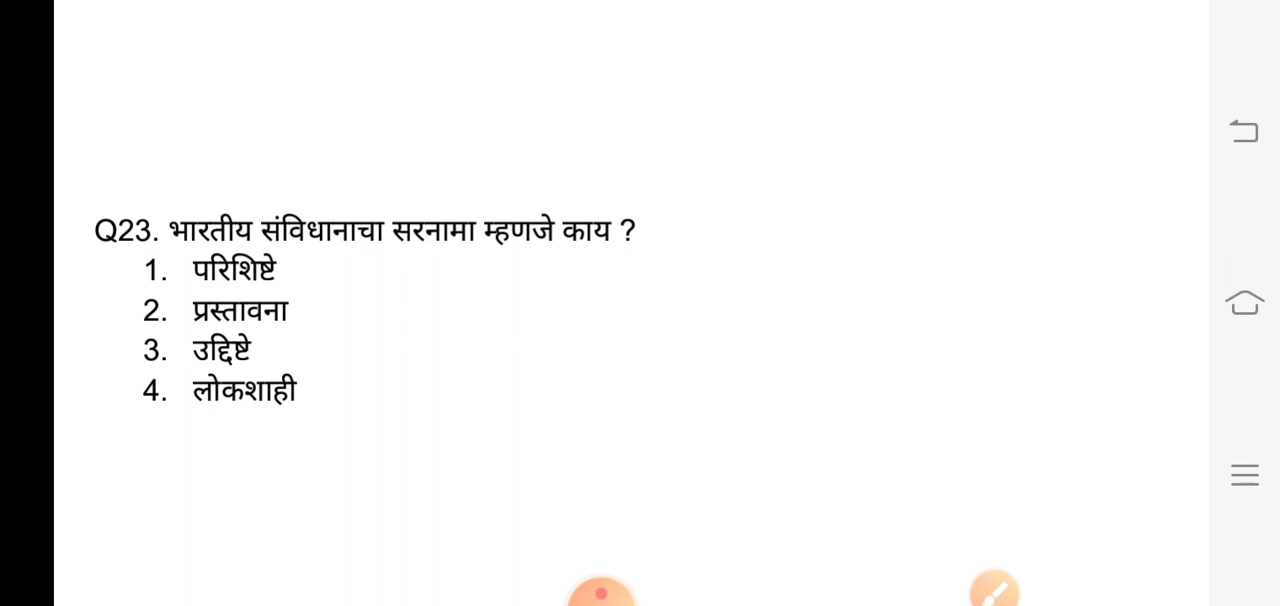 Q23. भारतीय संविधानाचा सरनामा म्हणजे काय ?
1. परिशिष्टे
2. प्रस्तावना
3. उद्दिष्टे
4. लोकशाही